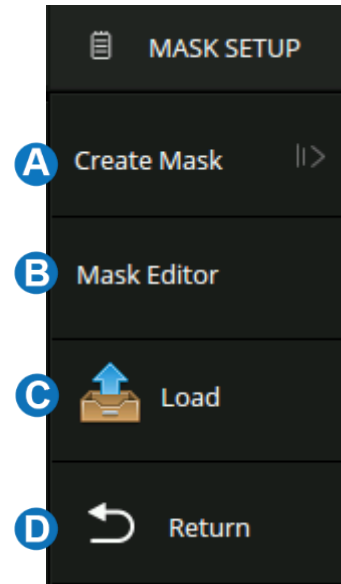 MASK SETUP
A Create Mask
B Mask Editor
C Load
D Return